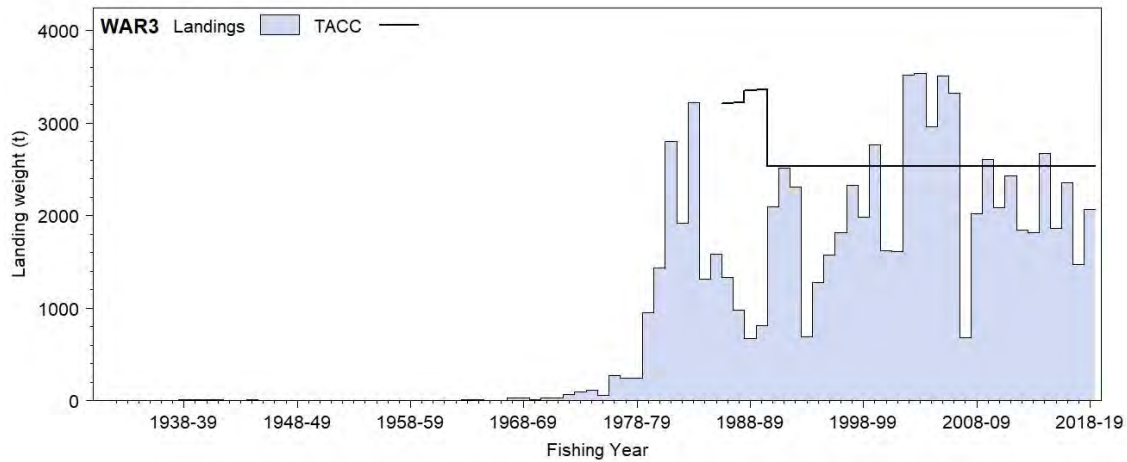 WAR3 Landings TACC
4000
3000
2000
1000
0
Landing weight (t)
1938-39 1948-49 1958-59 1968-69 1978-79 1988-89 1998-99 2008-09 2018-19
Fishing Year